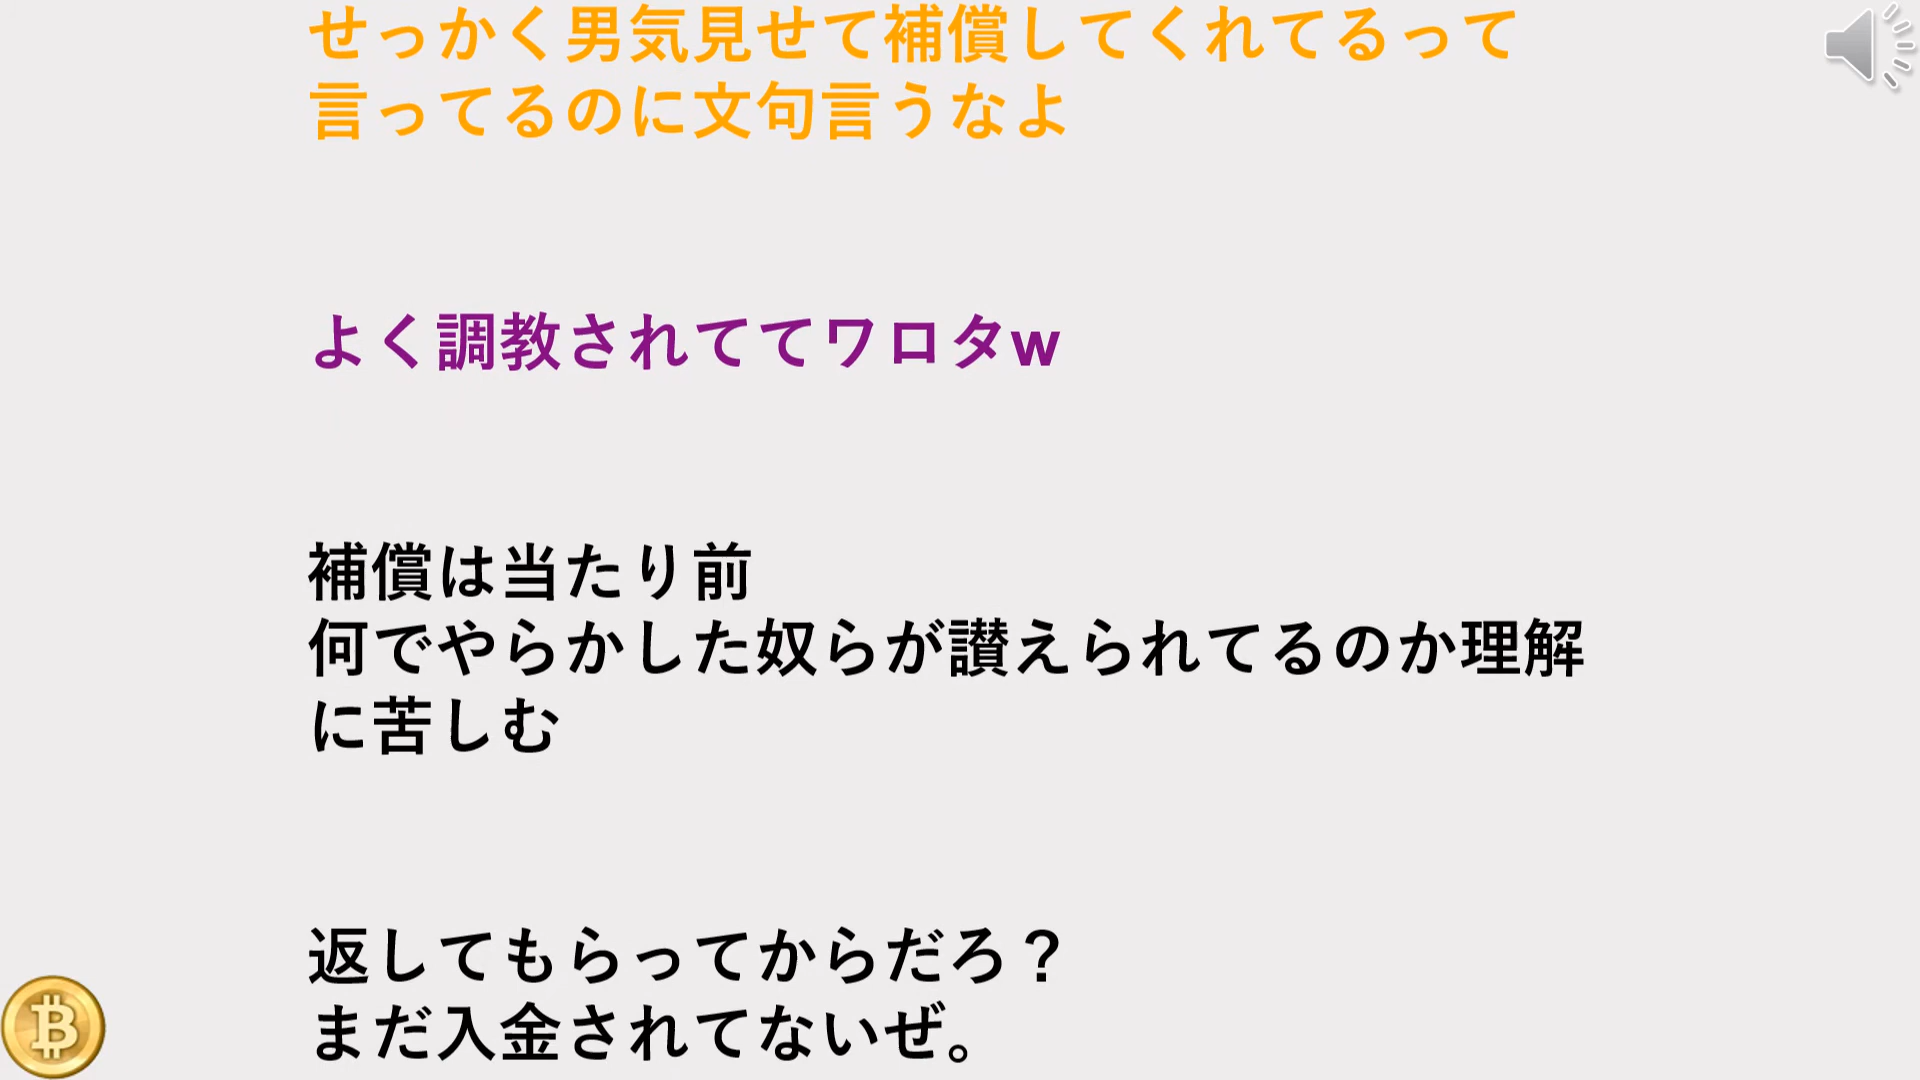 せっかく男気見せて補償してくれてるって
言ってるのに文句言うなよ
よく調教されててワロタw
補償は当たり前
何でやらかした奴らが讃えられてるのか理解
に苦しむ
返してもらってからだろ？
まだ入金されてないぜ。